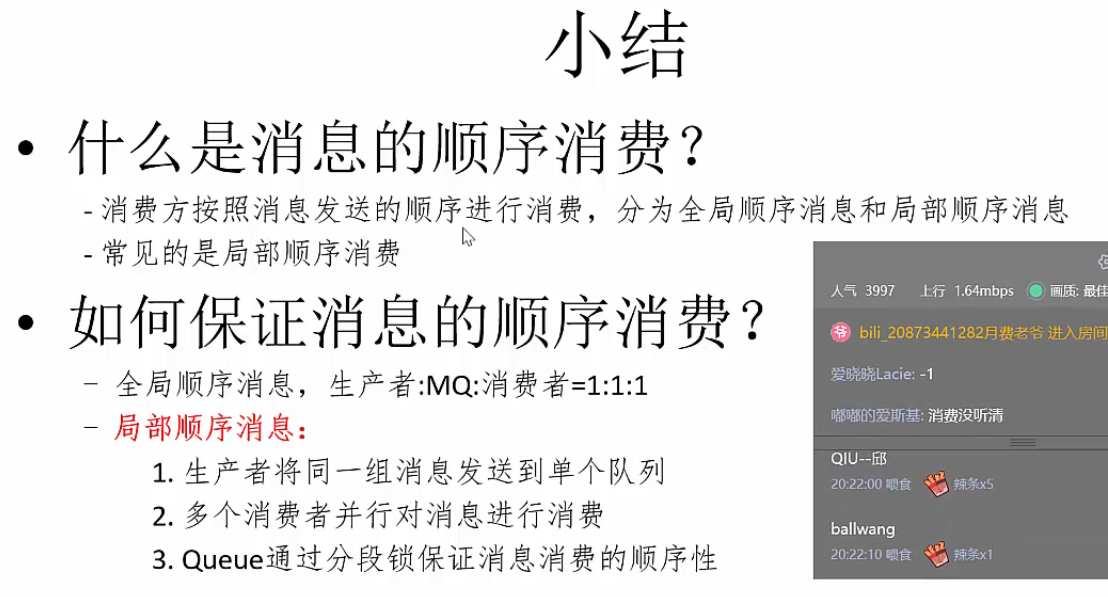 小结
• 什么是消息的顺序消费？
- 消费方按照消息发送的顺序进行消费，分为全局顺序消息和局部顺序消息
- 常见的是局部顺序消费
• 如何保证消息的顺序消费？
– 全局顺序消息，生产者:MQ:消费者=1:1:1
– 局部顺序消息：
1. 生产者将同一组消息发送到单个队列
2. 多个消费者并行对消息进行消费
3. Queue通过分段锁保证消息消费的顺序性
人气 3997 上行 1.64mbps 画质: 最佳
爷 bili_20873441282月费老爷 进入房间
爱晓晓Lacie: -1
嘟嘟的爱斯基: 消费没听清
QIU--邱
20:22:00 喂食 辣条x5
ballwang
20:22:10 喂食 辣条x1